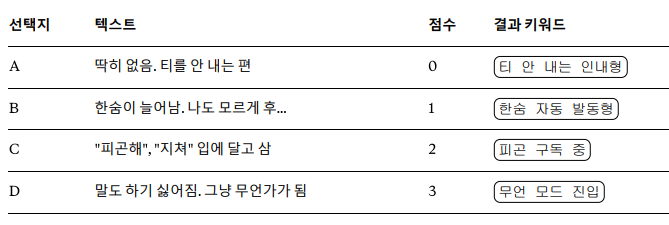 선택지 텍스트 점수 결과 키워드
A 딱히 없음. 티를 안 내는 편 0 티 안 내는 인내형
B 한숨이 늘어남. 나도 모르게 후... 1 한숨 자동 발동형
C "피곤해", "지쳐" 입에 달고 삼 2 피곤 구독 중
D 말도 하기 싫어짐. 그냥 무언가가 됨 3 무언 모드 진입